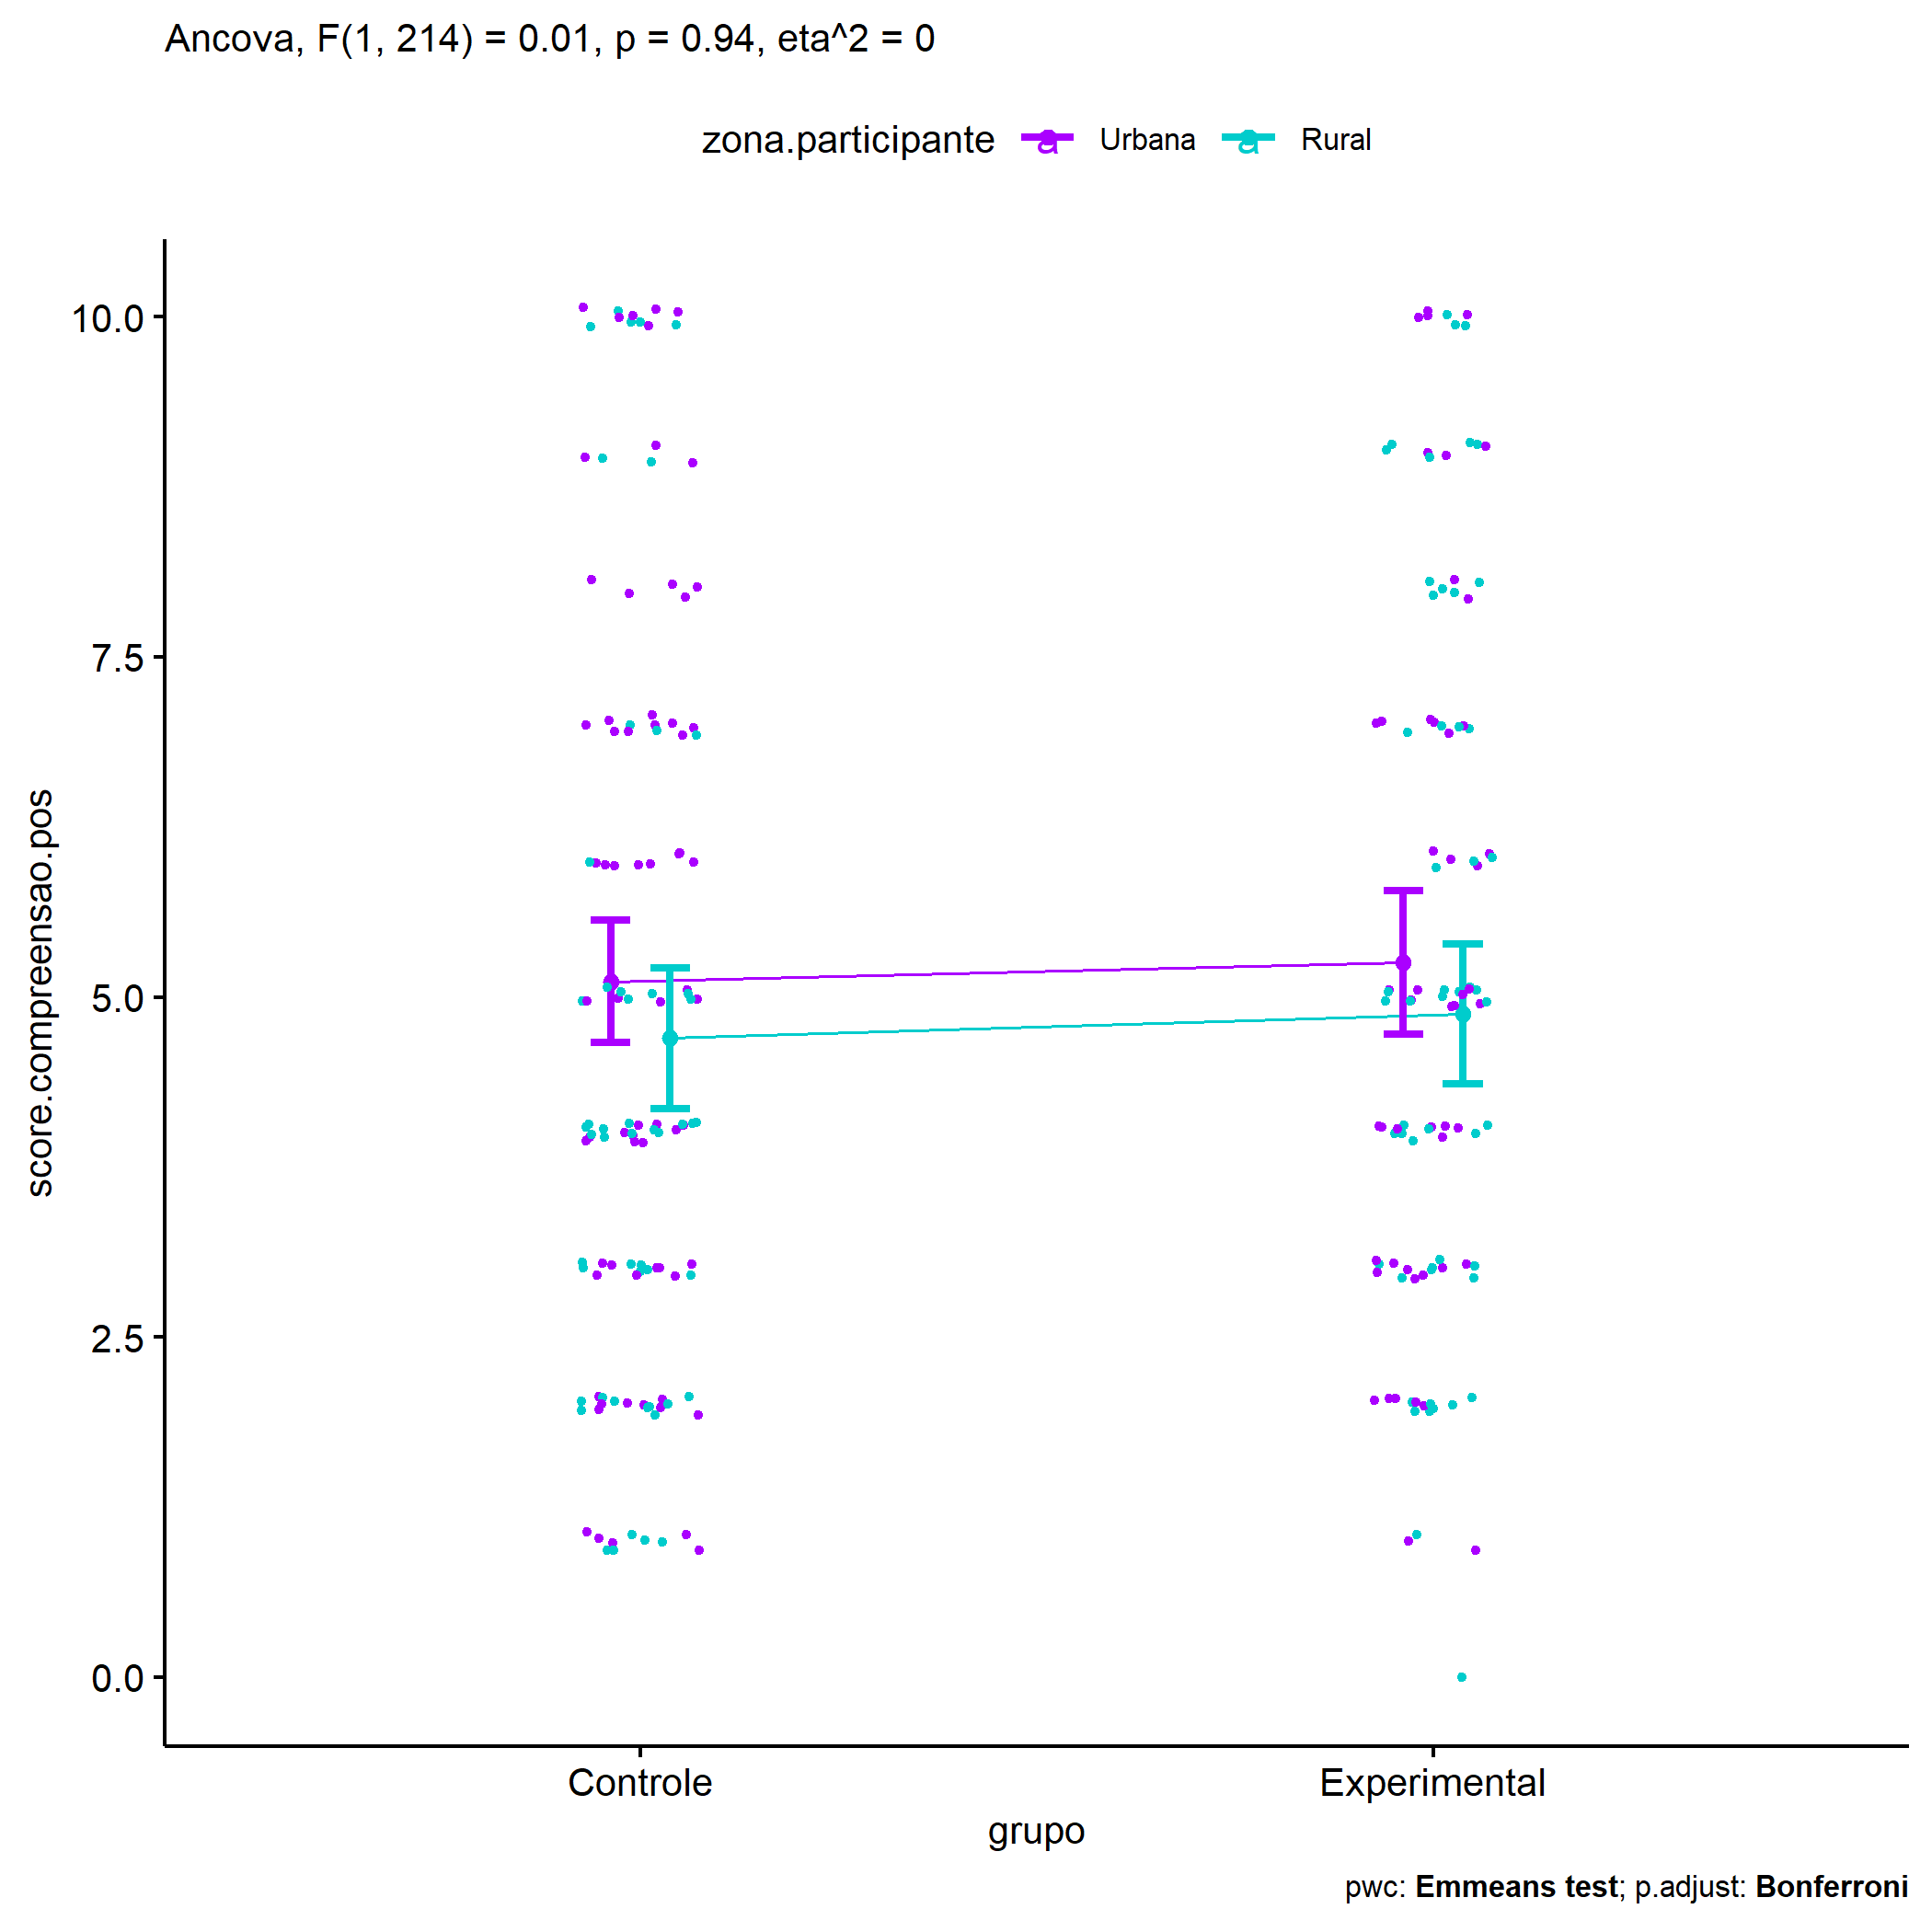 Ancova, F(1, 214) = 0.01, p = 0.94, eta^2 = 0
zona.participante a Urbana a Rural
10.0
7.5
5.0
2.5
0.0
score.compreensao.pos
Controle Experimental
grupo
pwc: Emmeans test; p.adjust: Bonferroni